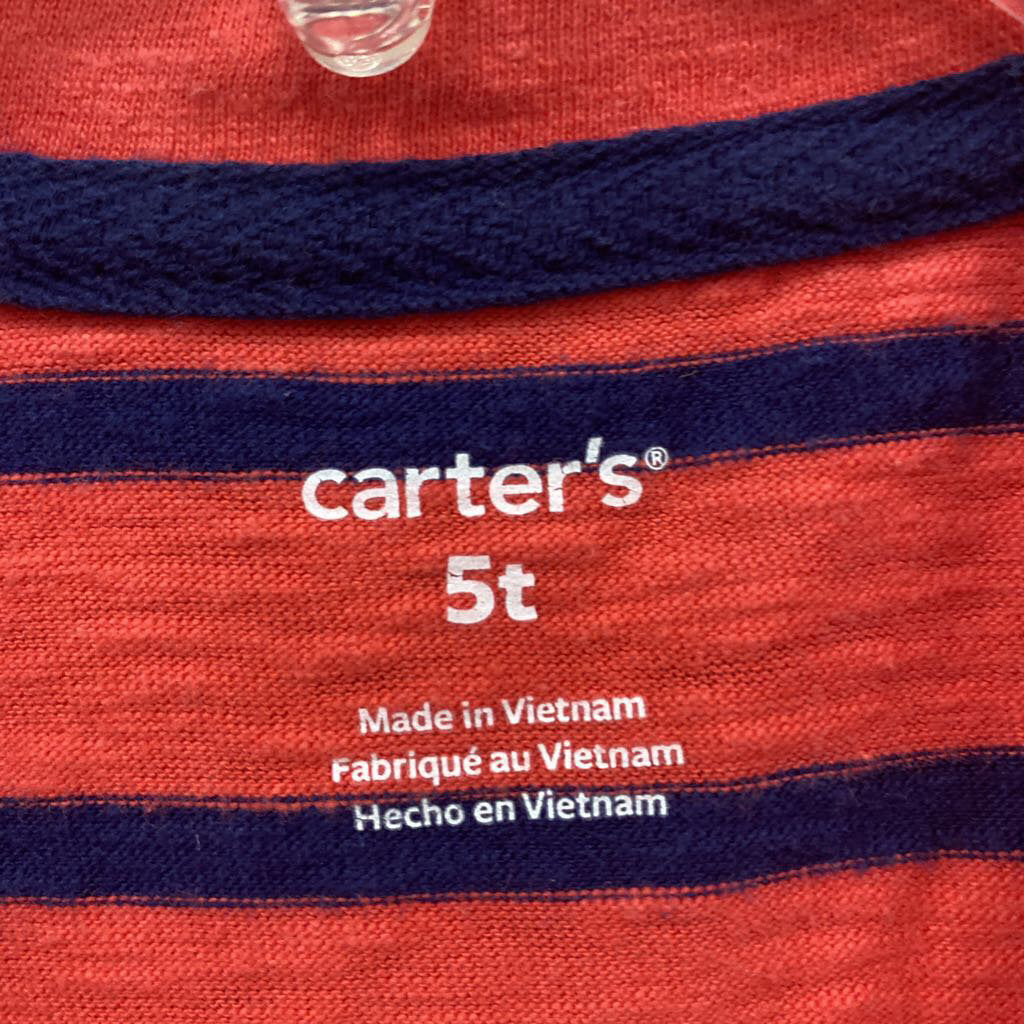 carter's®
5t
Made in Vietnam
Fabriqué au Vietnam
Hecho en Vietnam